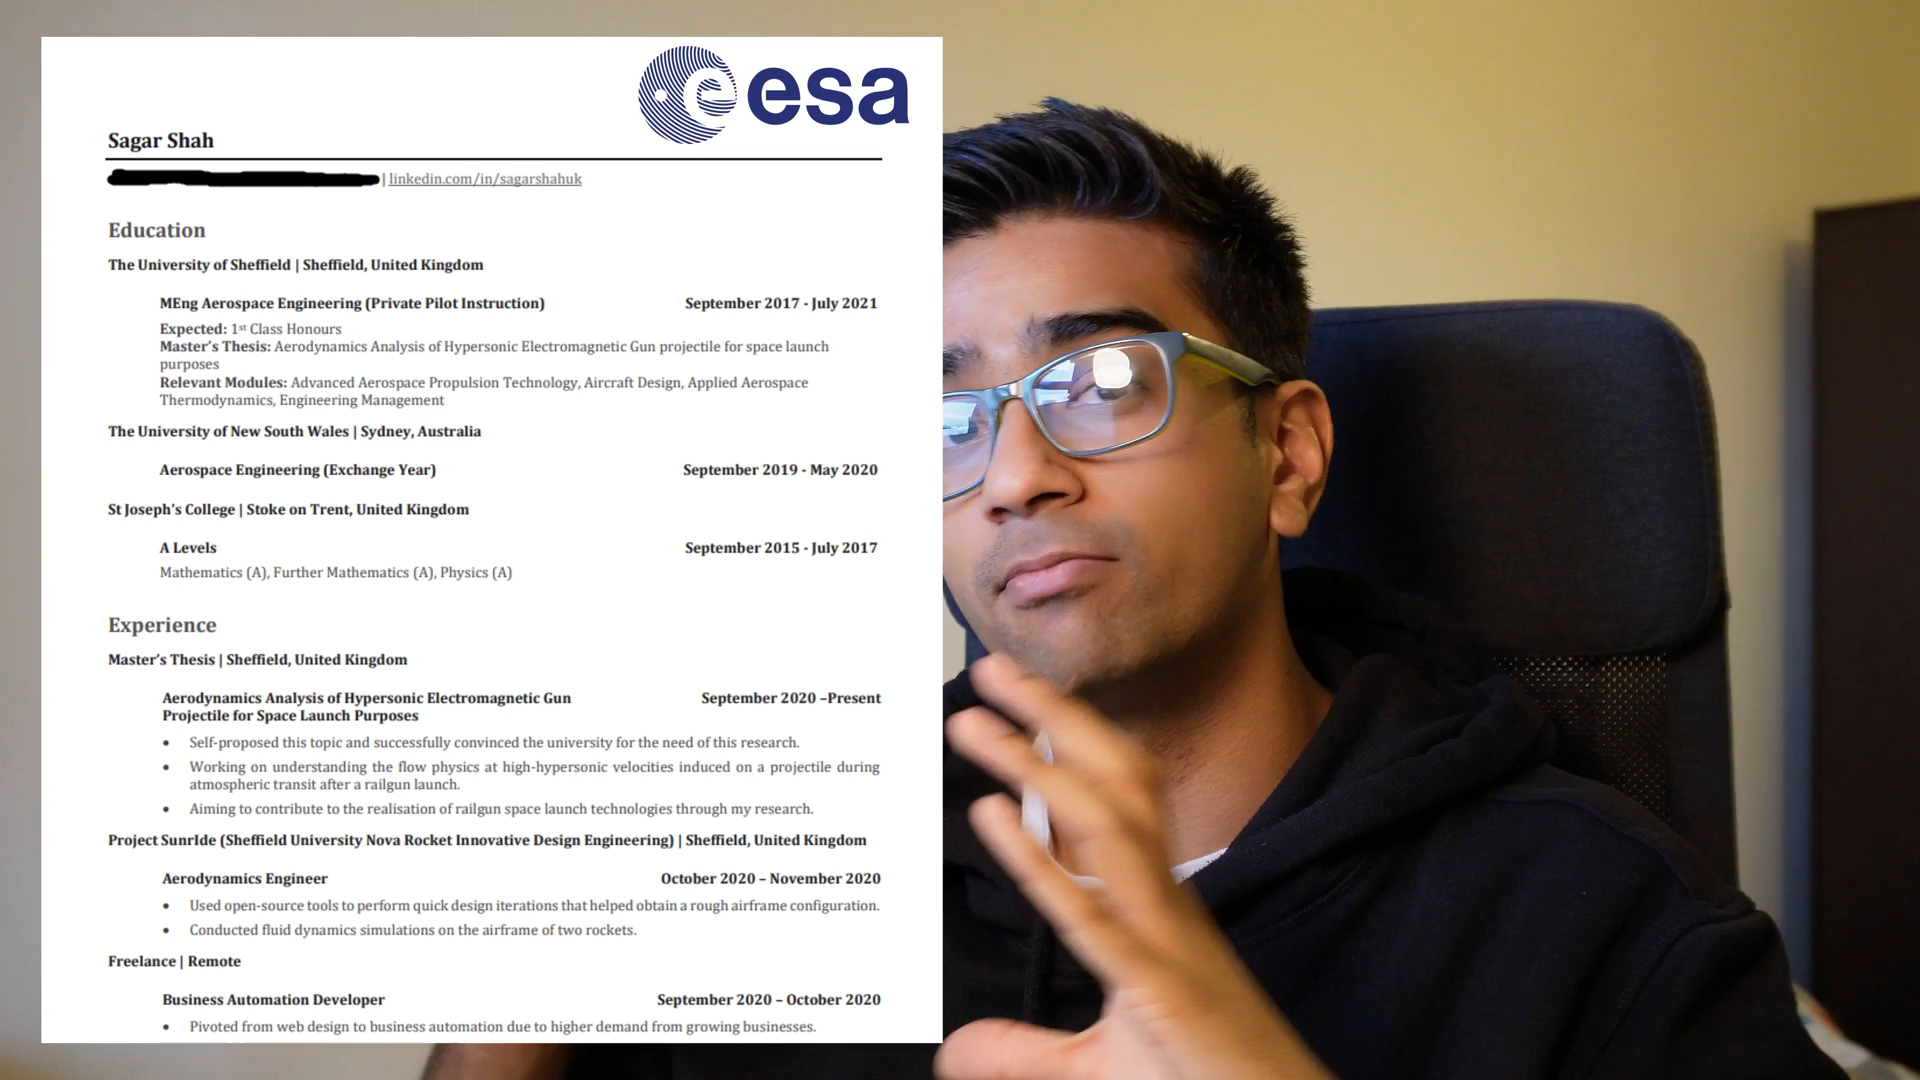 esa
Sagar Shah
| linkedin.com/in/sagarshahuk
Education
The University of Sheffield | Sheffield, United Kingdom
MEng Aerospace Engineering (Private Pilot Instruction) September 2017 - July 2021
Expected: 1st Class Honours
Master's Thesis: Aerodynamics Analysis of Hypersonic Electromagnetic Gun projectile for space launch
purposes
Relevant Modules: Advanced Aerospace Propulsion Technology, Aircraft Design, Applied Aerospace
Thermodynamics, Engineering Management
The University of New South Wales | Sydney, Australia
Aerospace Engineering (Exchange Year) September 2019 - May 2020
St Joseph's College | Stoke on Trent, United Kingdom
A Levels September 2015 - July 2017
Mathematics (A), Further Mathematics (A), Physics (A)
Experience
Master's Thesis | Sheffield, United Kingdom
Aerodynamics Analysis of Hypersonic Electromagnetic Gun September 2020 –Present
Projectile for Space Launch Purposes
• Self-proposed this topic and successfully convinced the university for the need of this research.
• Working on understanding the flow physics at high-hypersonic velocities induced on a projectile during
atmospheric transit after a railgun launch.
• Aiming to contribute to the realisation of railgun space launch technologies through my research.
Project SunrIde (Sheffield University Nova Rocket Innovative Design Engineering) | Sheffield, United Kingdom
Aerodynamics Engineer October 2020 – November 2020
• Used open-source tools to perform quick design iterations that helped obtain a rough airframe configuration.
• Conducted fluid dynamics simulations on the airframe of two rockets.
Freelance | Remote
Business Automation Developer September 2020 – October 2020
• Pivoted from web design to business automation due to higher demand from growing businesses.